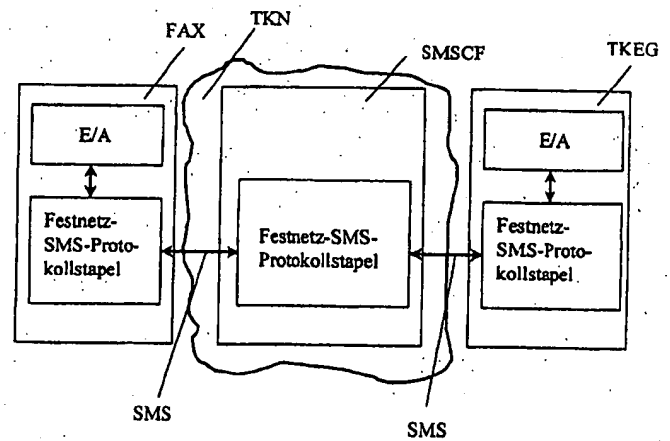 FAX
TKN
SMSCF
TKEG
E/A
Festnetz-
SMS-Proto-
kollstapel
Festnetz-SMS-
Protokollstapel
E/A
Festnetz-
SMS-Proto-
kollstapel
SMS
SMS